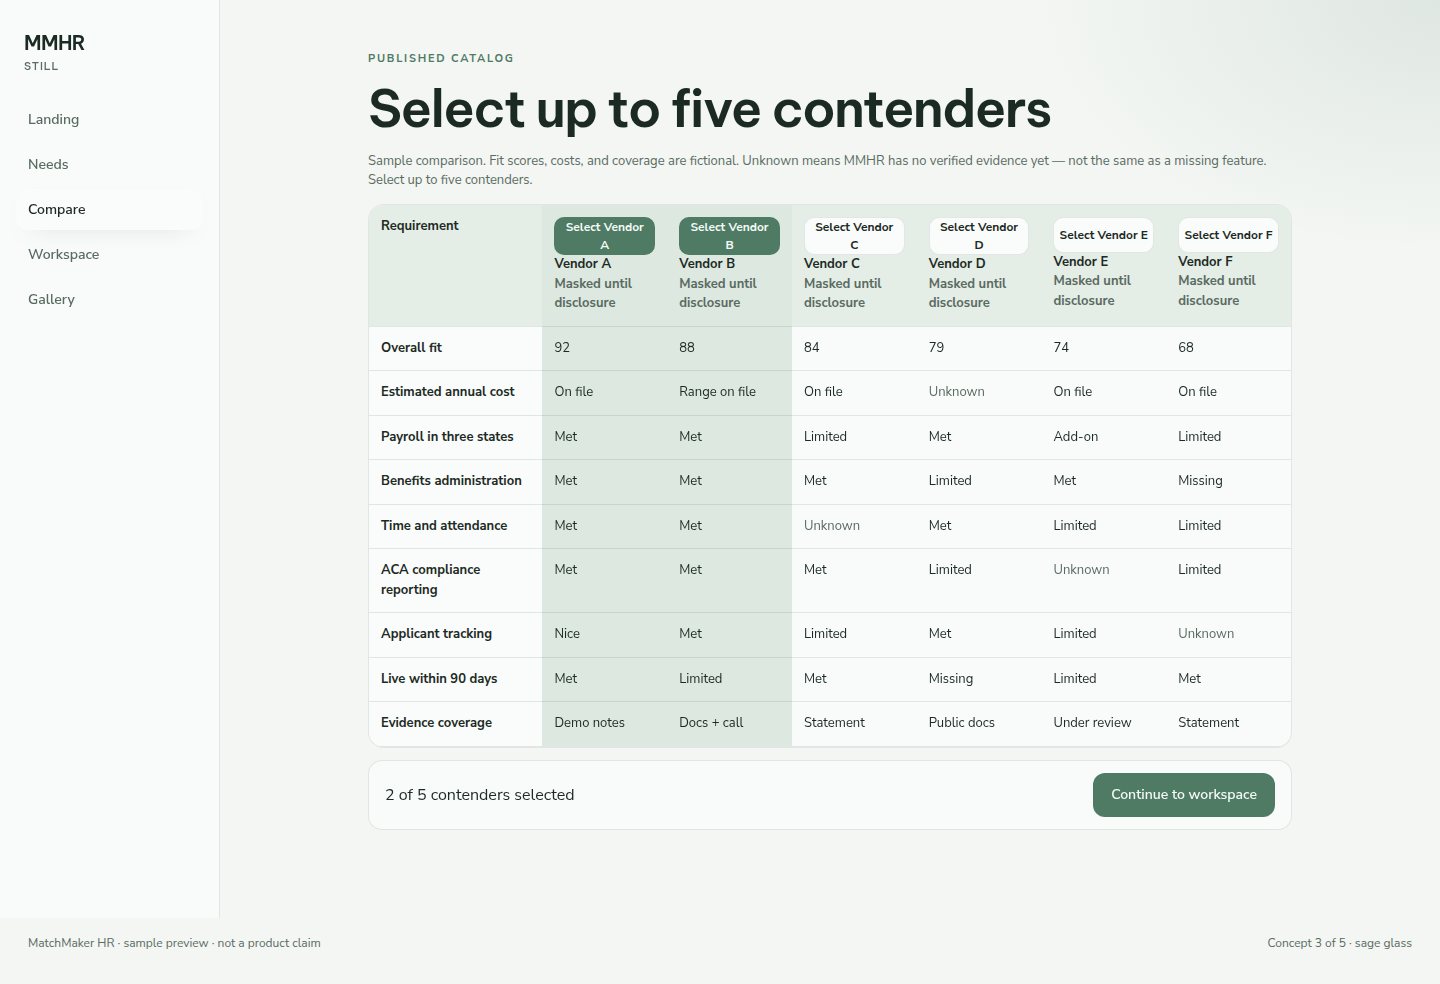 MMHR
STILL
Landing
Needs
Compare
Workspace
Gallery
PUBLISHED CATALOG
Select up to five contenders
Sample comparison. Fit scores, costs, and coverage are fictional. Unknown means MMHR has no verified evidence yet — not the same as a missing feature.
Select up to five contenders.
Requirement
Select Vendor A
Vendor A
Masked until
disclosure
Select Vendor B
Vendor B
Masked until
disclosure
Select Vendor C
Vendor C
Masked until
disclosure
Select Vendor D
Vendor D
Masked until
disclosure
Select Vendor E
Vendor E
Masked until
disclosure
Select Vendor F
Vendor F
Masked until
disclosure
Overall fit 92 88 84 79 74 68
Estimated annual cost On file Range on file On file Unknown On file On file
Payroll in three states Met Met Limited Met Add-on Limited
Benefits administration Met Met Met Limited Met Missing
Time and attendance Met Met Unknown Met Limited Limited
ACA compliance reporting Met Met Met Limited Unknown Limited
Applicant tracking Nice Met Limited Met Limited Unknown
Live within 90 days Met Limited Met Missing Limited Met
Evidence coverage Demo notes Docs + call Statement Public docs Under review Statement
2 of 5 contenders selected
Continue to workspace
MatchMaker HR · sample preview · not a product claim
Concept 3 of 5 · sage glass